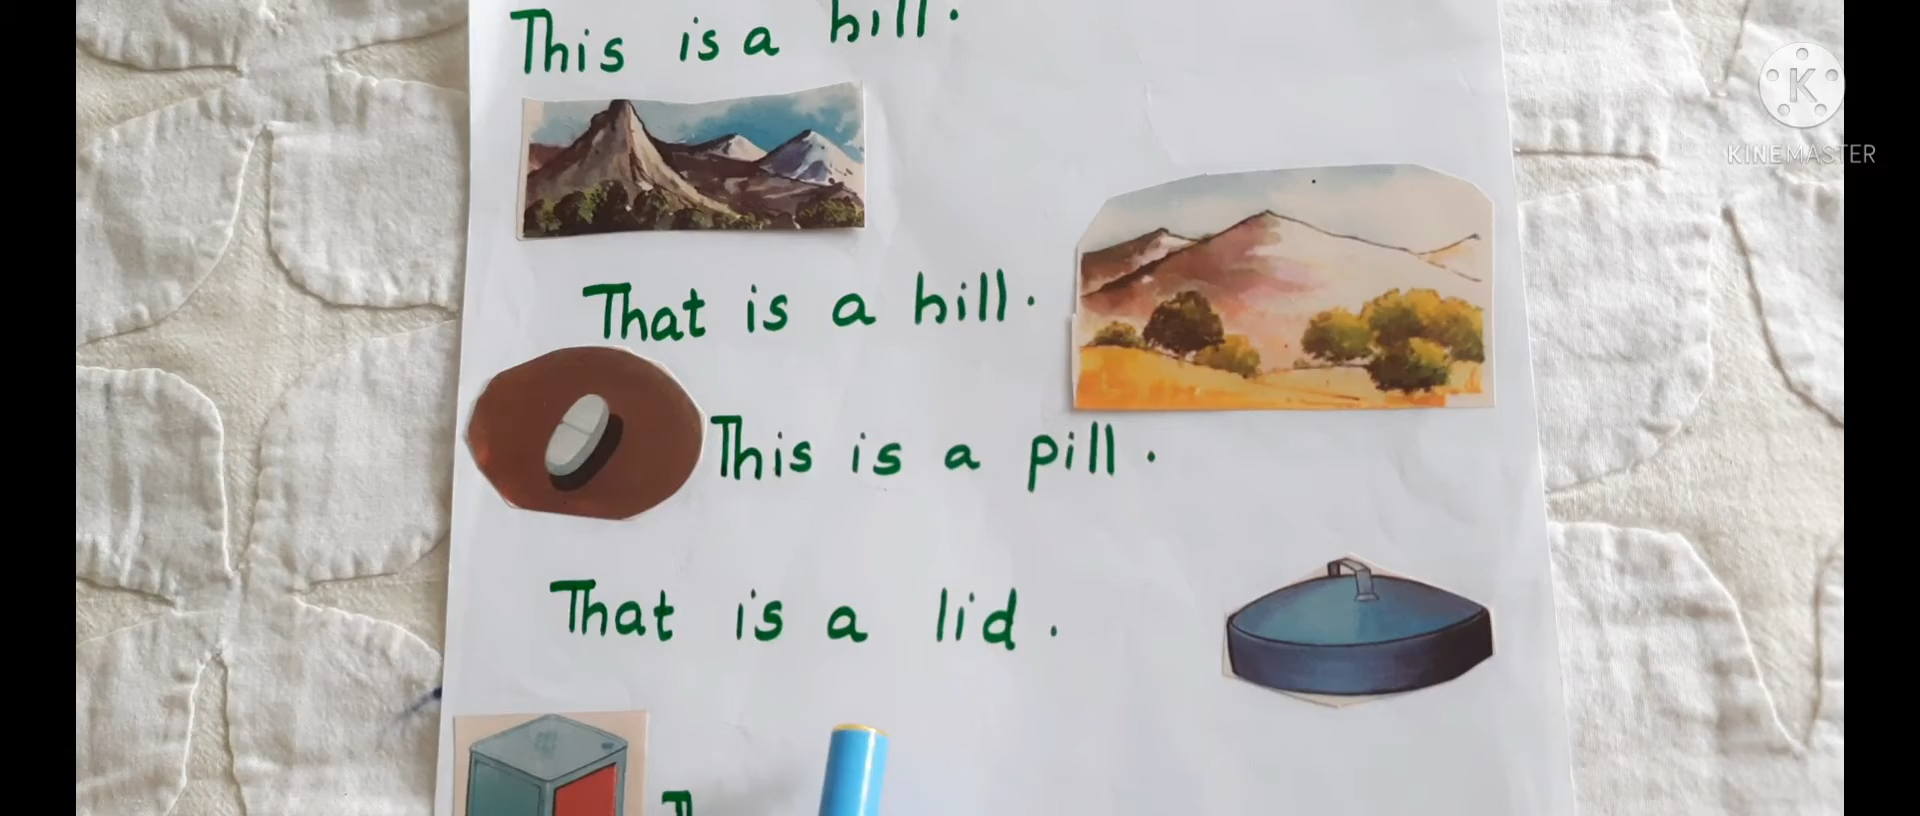 This is a hill.
That is a hill.
This is a pill.
That is a lid.
K
KINEMASTER